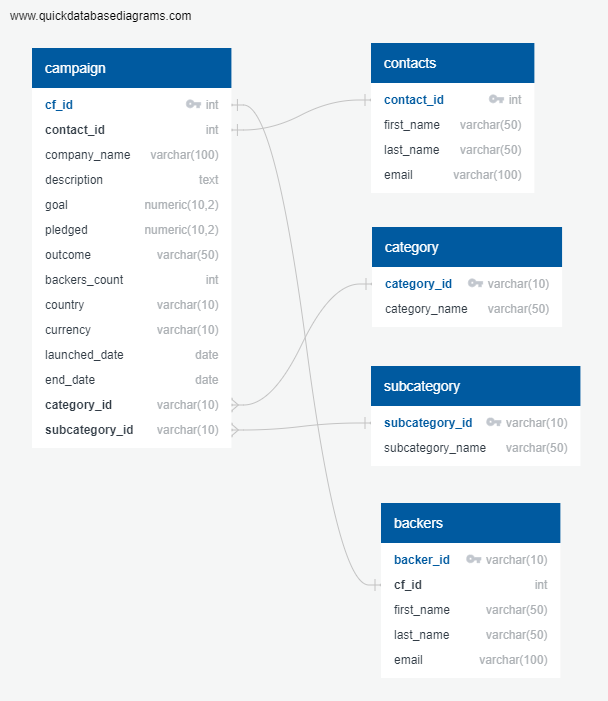 www.quickdatabasediagrams.com
campaign
cf_id int
contact_id int
company_name varchar(100)
description text
goal numeric(10,2)
pledged numeric(10,2)
outcome varchar(50)
backers_count int
country varchar(10)
currency varchar(10)
launched_date date
end_date date
category_id varchar(10)
subcategory_id varchar(10)
contacts
contact_id int
first_name varchar(50)
last_name varchar(50)
email varchar(100)
category
category_id varchar(10)
category_name varchar(50)
subcategory
subcategory_id varchar(10)
subcategory_name varchar(50)
backers
backer_id varchar(10)
cf_id int
first_name varchar(50)
last_name varchar(50)
email varchar(100)